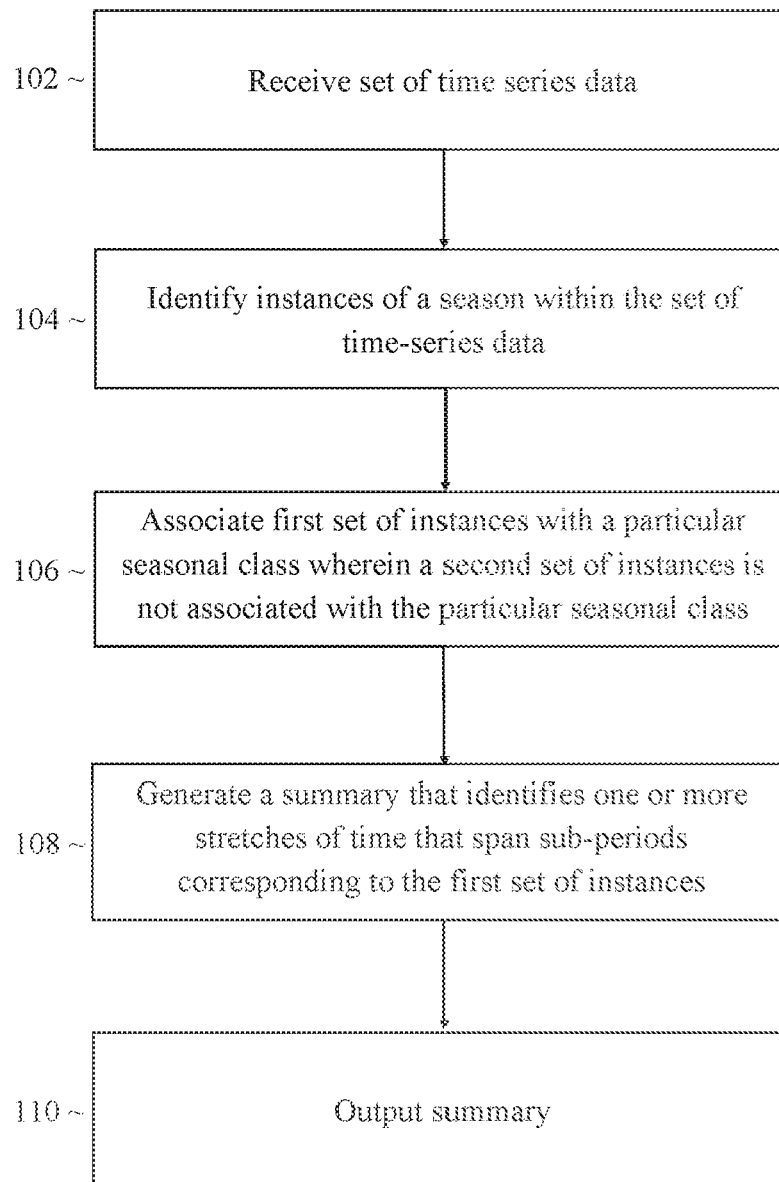 102 ~
Receive set of time series data
104 ~
Identify instances of a season within the set of
time-series data
106 ~
Associate first set of instances with a particular
seasonal class wherein a second set of instances is
not associated with the particular seasonal class
108 ~
Generate a summary that identifies one or more
stretches of time that span sub-periods
corresponding to the first set of instances
110 ~
Output summary